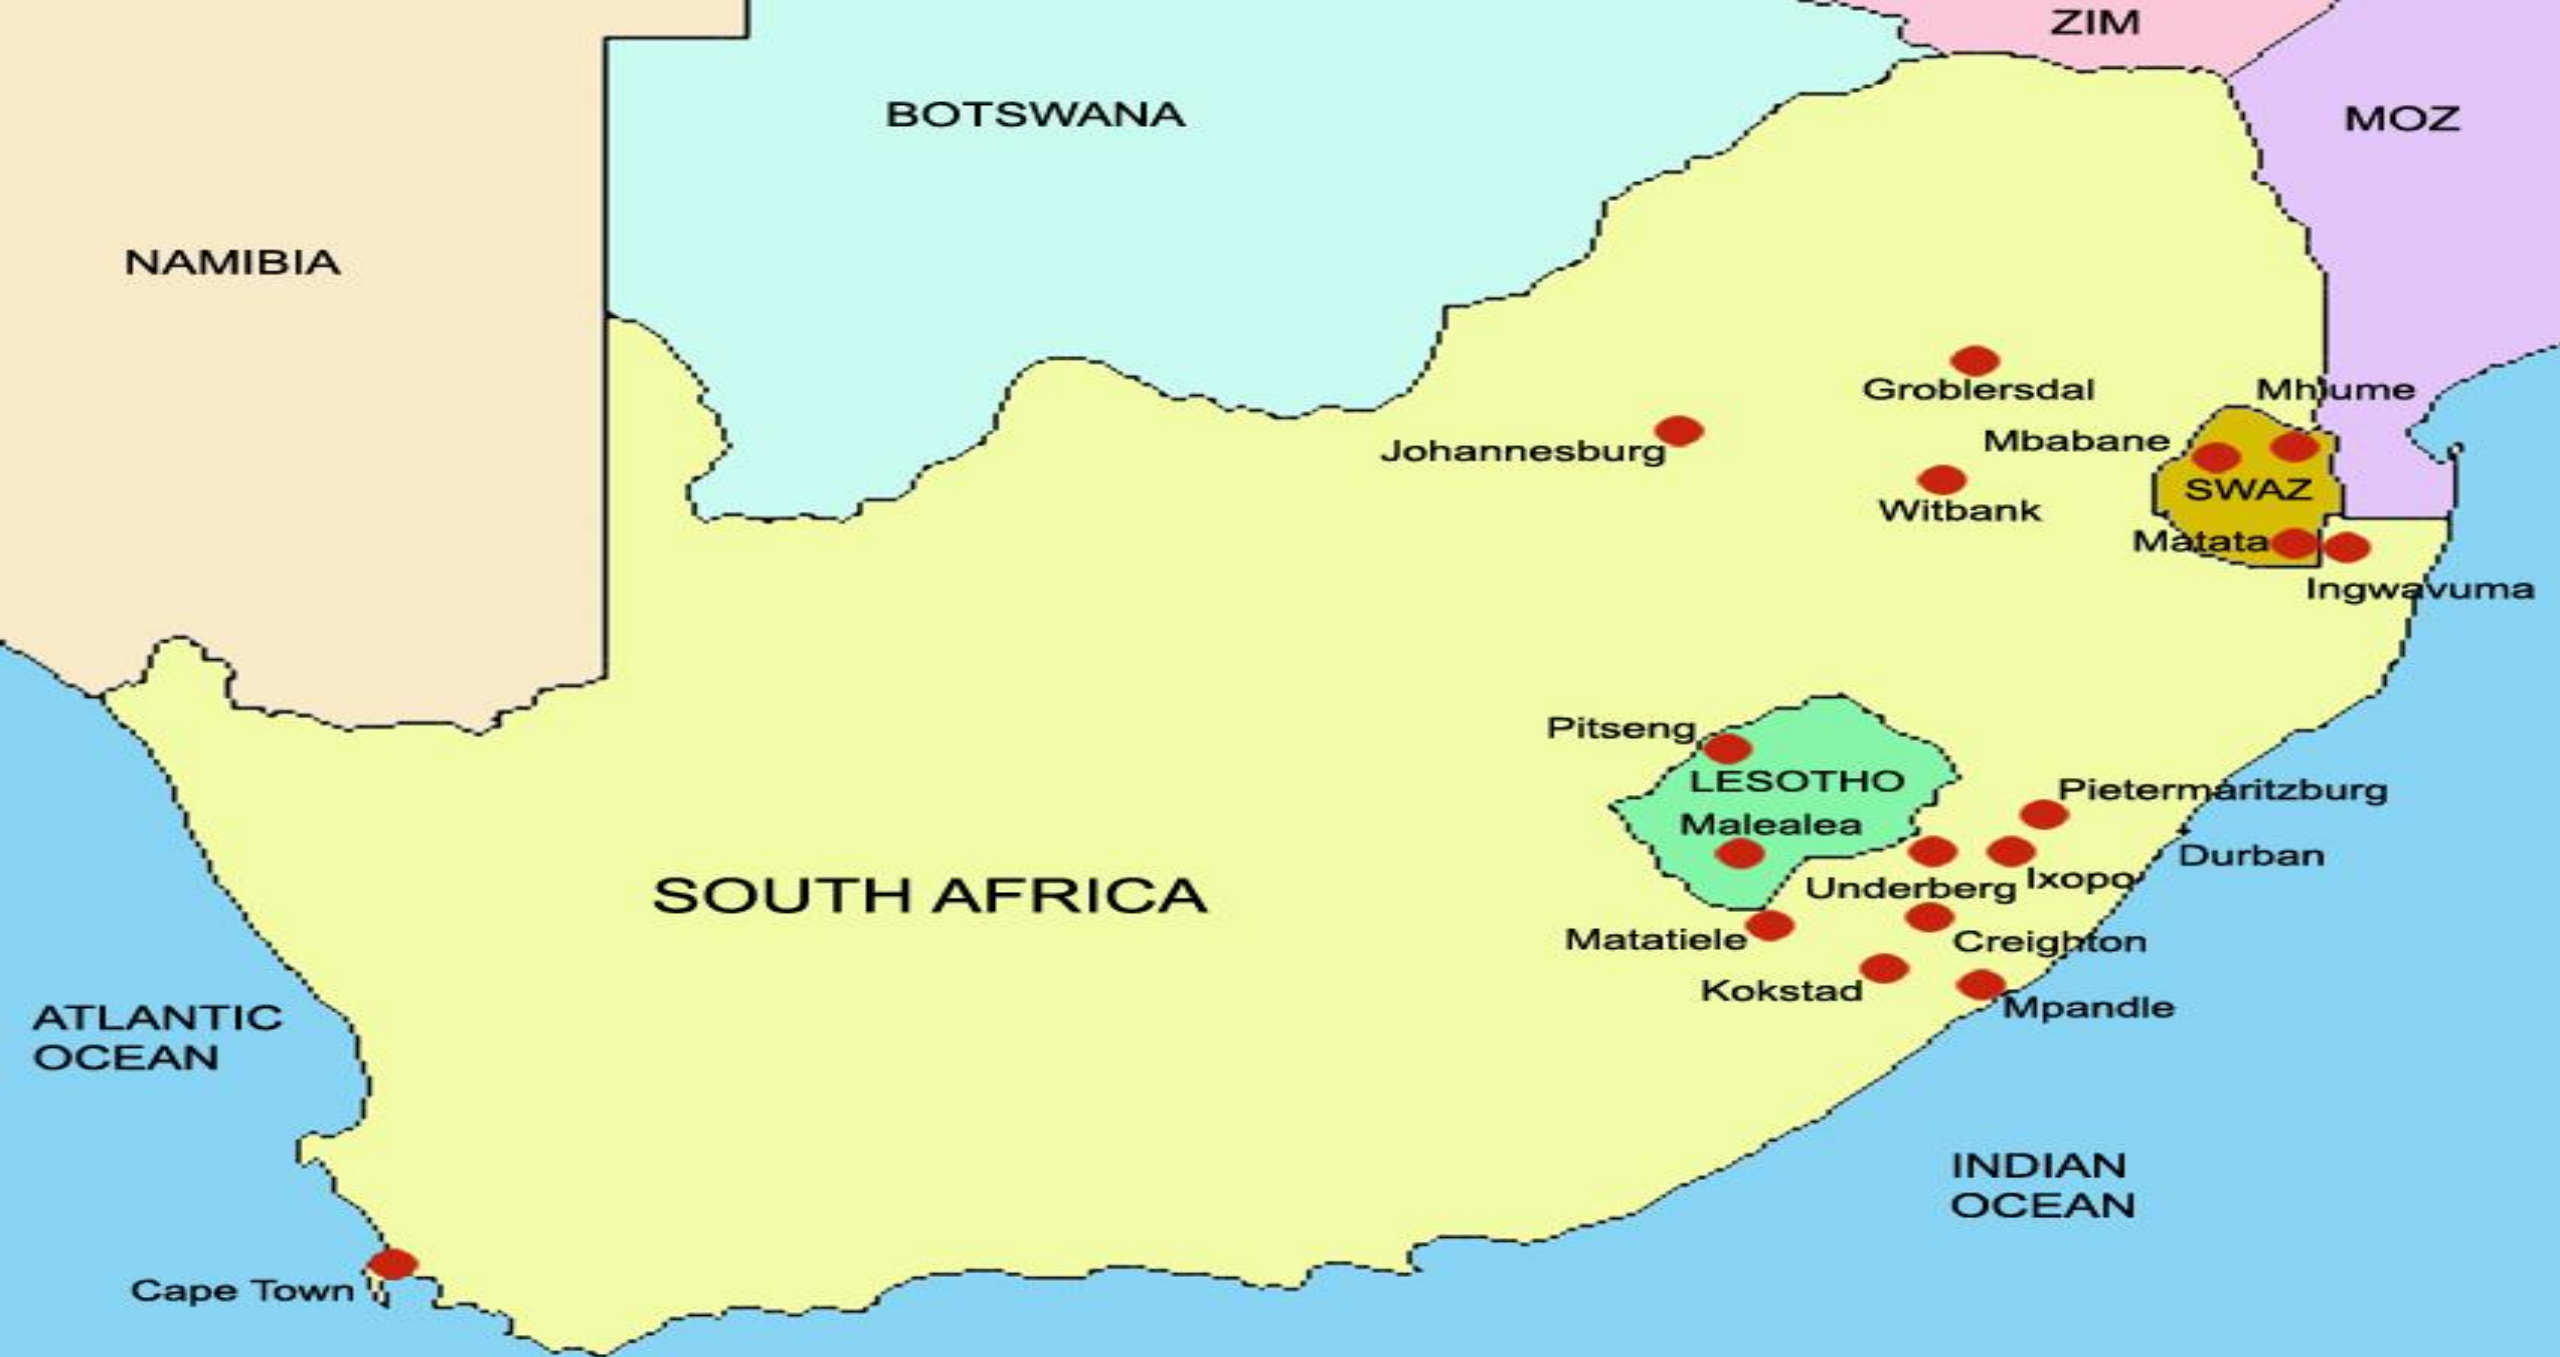 ZIM
BOTSWANA
MOZ
NAMIBIA
Groblersdal
Mhlume
Johannesburg
Mbabane
Witbank
SWAZ
Matata
Ingwavuma
Pitseng
LESOTHO
Pietermaritzburg
Malealea
Durban
Underberg
Ixopo
SOUTH AFRICA
Matatiele
Creighton
Kokstad
Mpandle
ATLANTIC
OCEAN
INDIAN
OCEAN
Cape Town